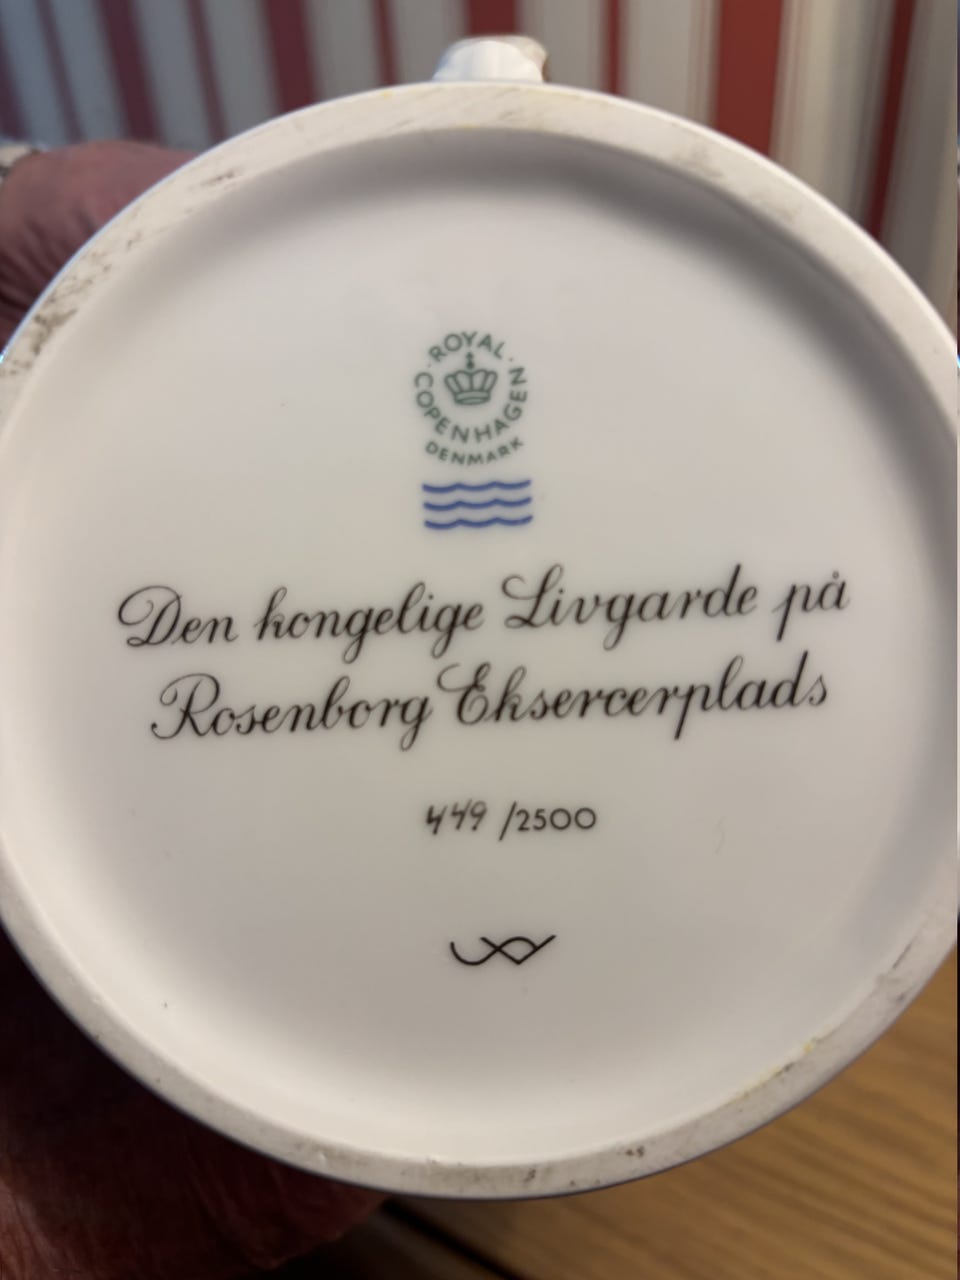 ROYAL
COPENHAGEN
DENMARK
Den kongelige Livgarde på
Rosenborg Eksercerplads
449 /2500